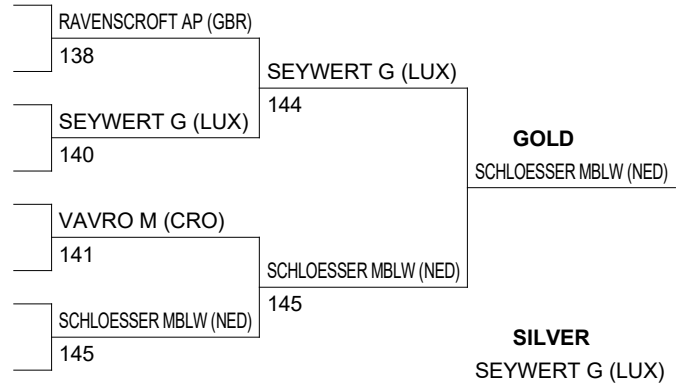 RAVENSCROFT AP (GBR)
138
SEYWERT G (LUX)
144
SEYWERT G (LUX)
140
GOLD
SCHLOESSER MBLW (NED)
VAVRO M (CRO)
141
SCHLOESSER MBLW (NED)
145
SCHLOESSER MBLW (NED)
145
SILVER
SEYWERT G (LUX)